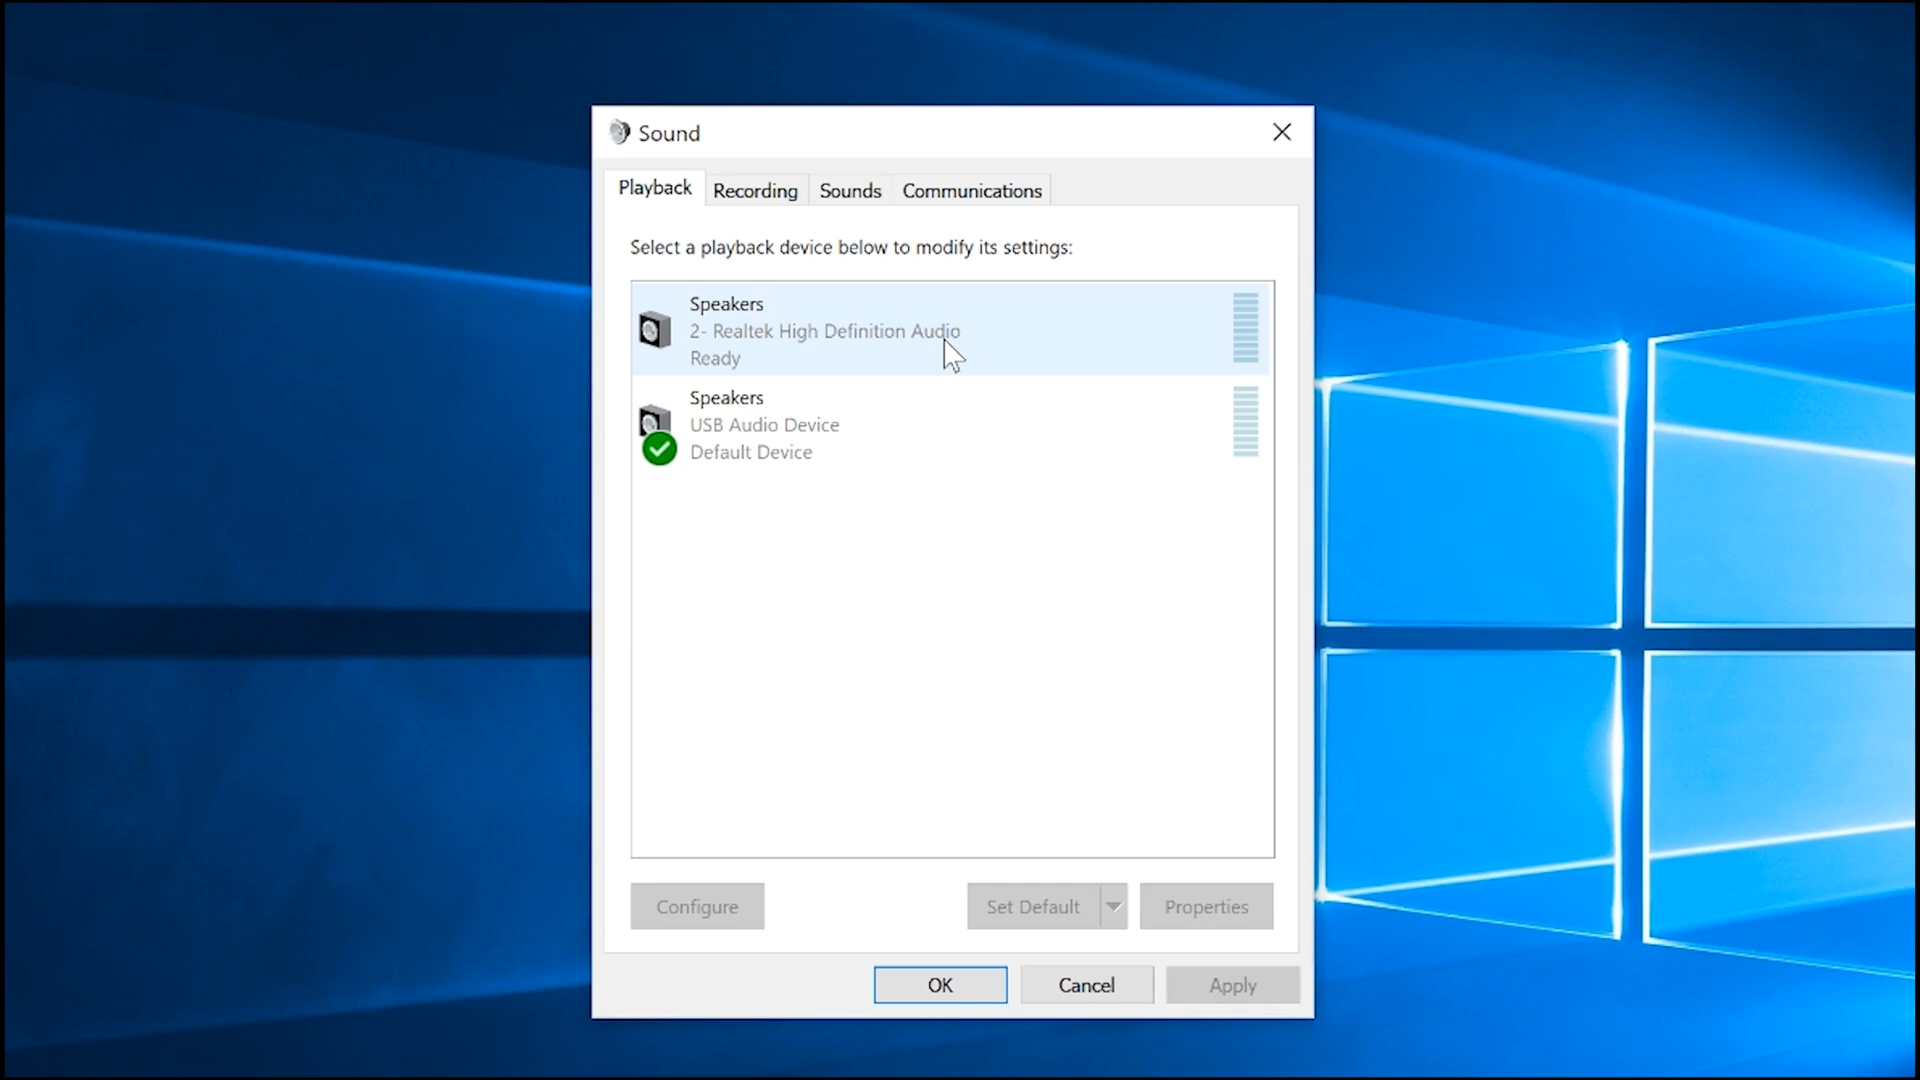 Sound
Playback
Recording
Sounds
Communications
Select a playback device below to modify its settings:
Speakers
2- Realtek High Definition Audio
Ready
Speakers
USB Audio Device
Default Device
Configure
Set Default
Properties
OK
Cancel
Apply